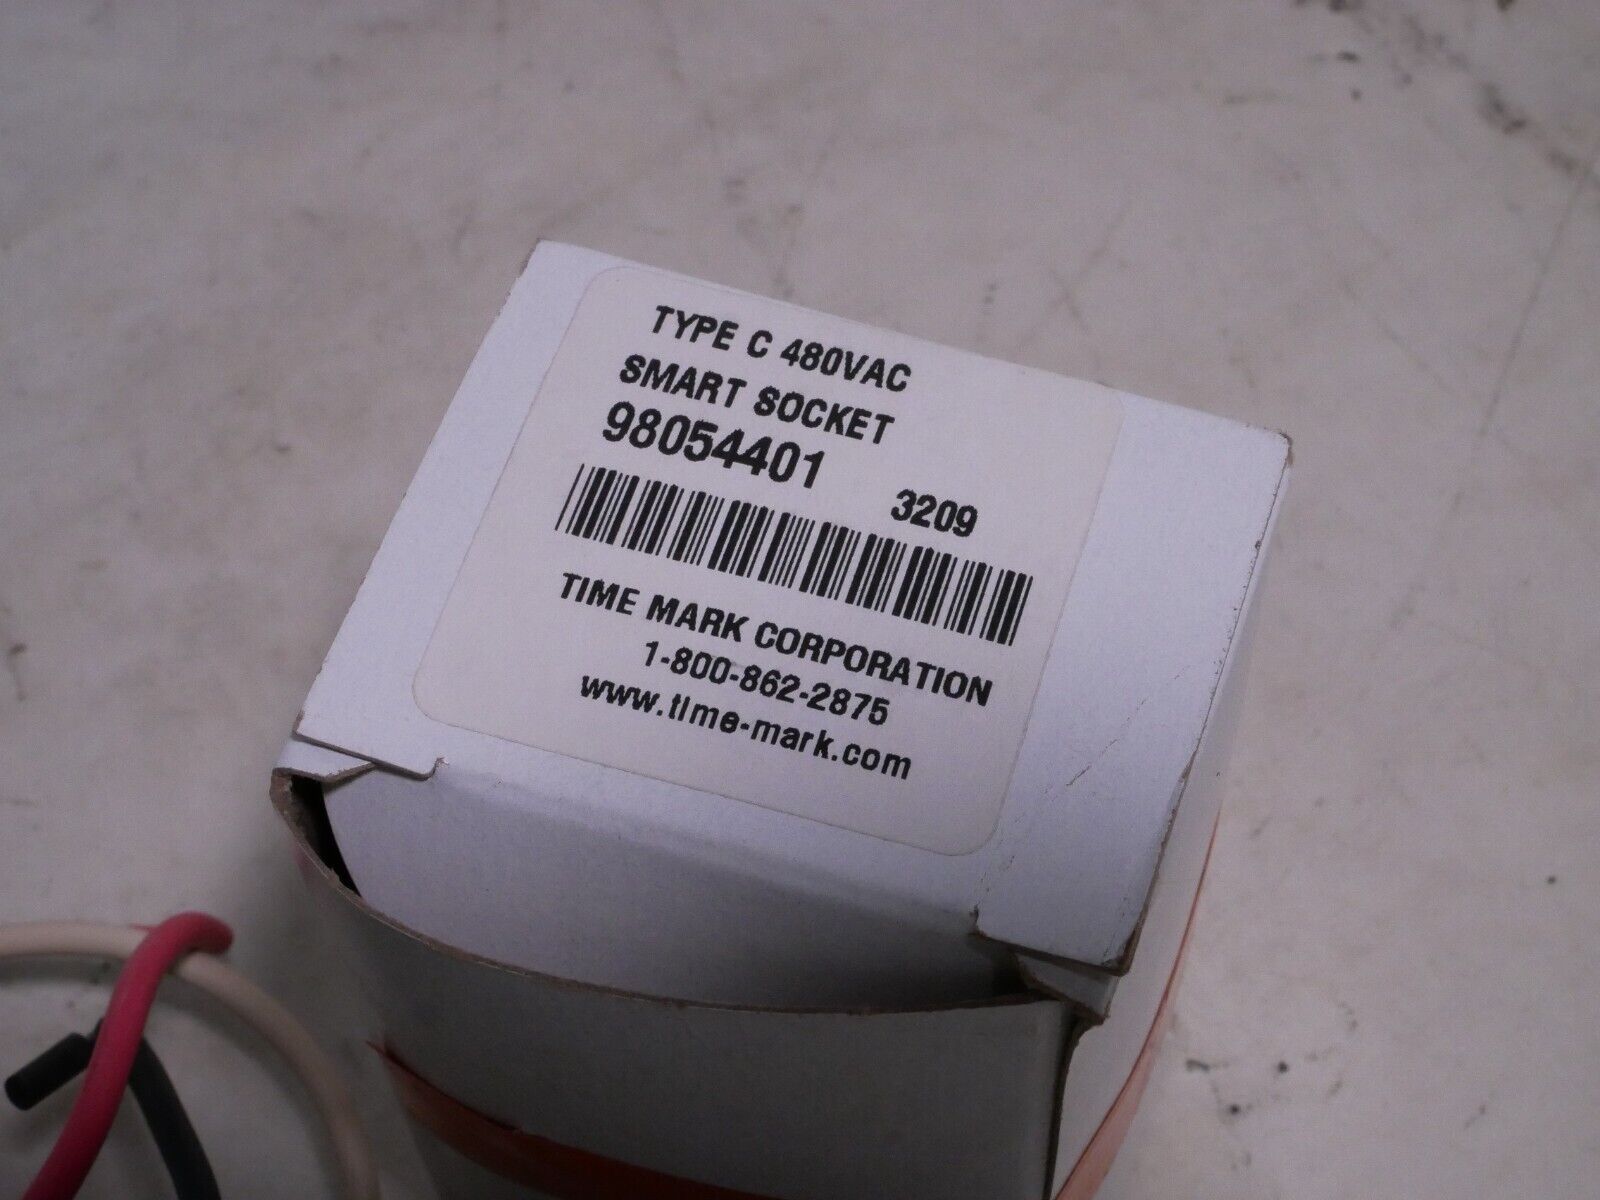 TYPE C 480VAC
SMART SOCKET
98054401
3209
TIME MARK CORPORATION
1-800-862-2875
www.time-mark.com